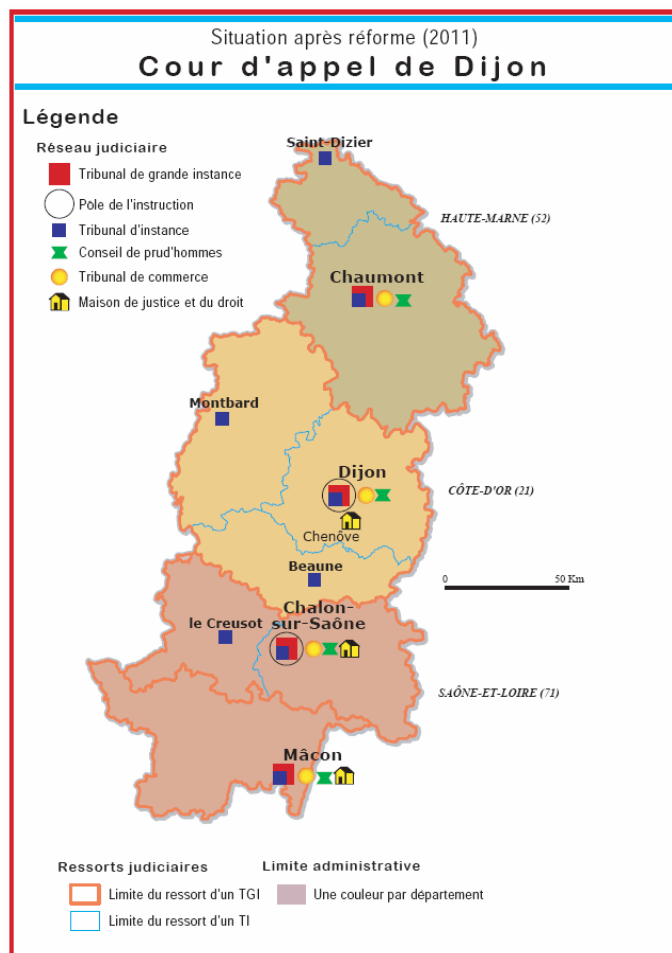 Situation après réforme (2011)
Cour d'appel de Dijon
Légende
Réseau judiciaire
Tribunal de grande instance
Pôle de l'instruction
Tribunal d'instance
Conseil de prud'hommes
Tribunal de commerce
Maison de justice et du droit
Saint-Dizier
HAUTE-MARNE (52)
Chaumont
Montbard
Dijon
CÔTE-D'OR (21)
Chenôve
Beaune
0 50 Km
Chalon-
sur-Saône
le Creusot
SAÔNE-ET-LOIRE (71)
Mâcon
Ressorts judiciaires
Limite du ressort d'un TGI
Limite du ressort d'un TI
Limite administrative
Une couleur par département